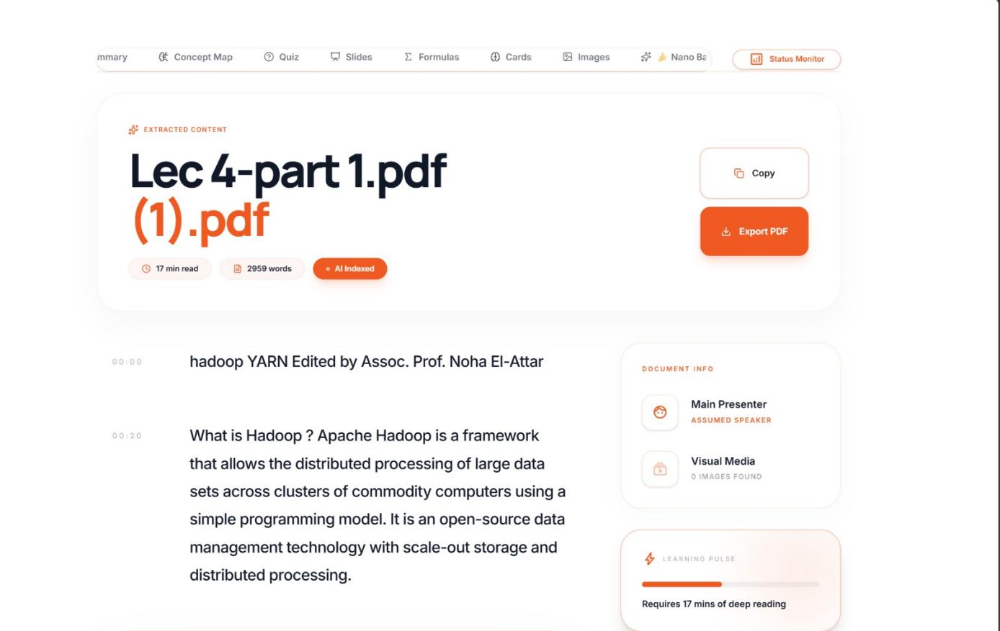 mmary
Concept Map
Quiz
Slides
Formulas
Cards
Images
Nano Ba
Status Monitor
EXTRACTED CONTENT
Lec 4-part 1.pdf
(1).pdf
17 min read
2959 words
AI Indexed
Copy
Export PDF
00:00
hadoop YARN Edited by Assoc. Prof. Noha El-Attar
00:20
What is Hadoop ? Apache Hadoop is a framework
that allows the distributed processing of large data
sets across clusters of commodity computers using a
simple programming model. It is an open-source data
management technology with scale-out storage and
distributed processing.
DOCUMENT INFO
Main Presenter
ASSUMED SPEAKER
Visual Media
0 IMAGES FOUND
LEARNING PULSE
Requires 17 mins of deep reading